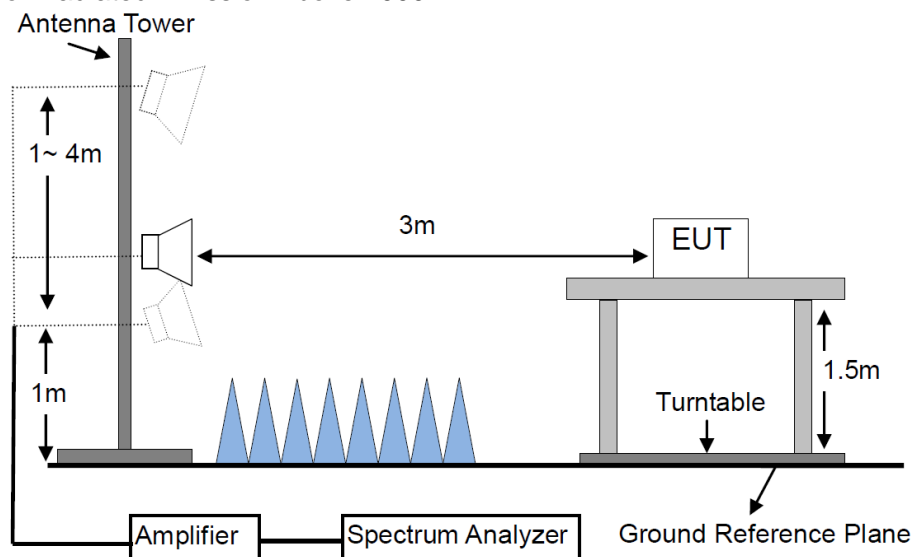 Antenna Tower
1~ 4m
3m
EUT
1m
1.5m
Turntable
Amplifier
Spectrum Analyzer
Ground Reference Plane